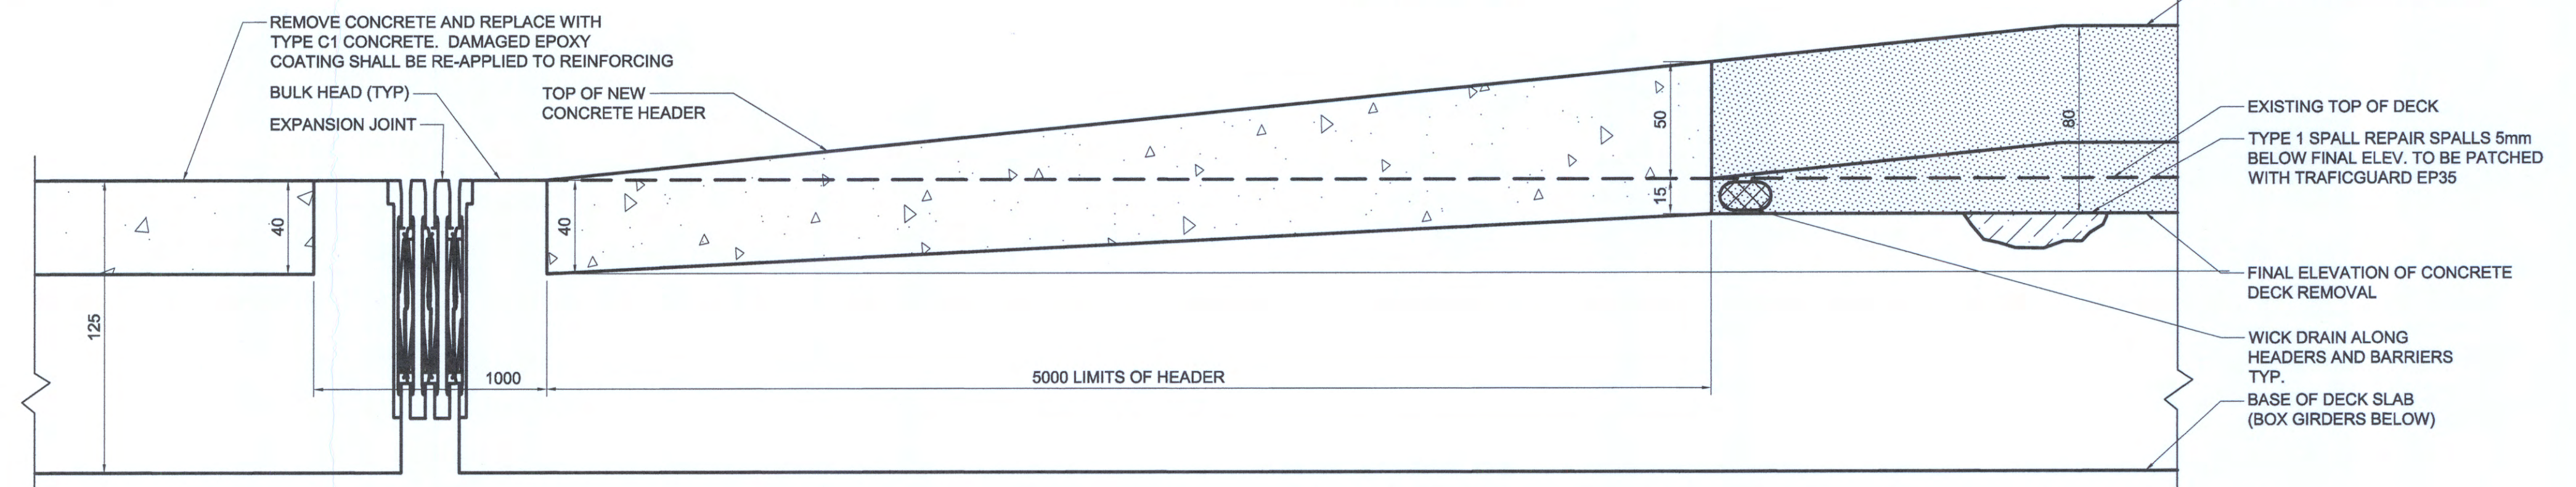 REMOVE CONCRETE AND REPLACE WITH
TYPE C1 CONCRETE. DAMAGED EPOXY
COATING SHALL BE RE-APPLIED TO REINFORCING
BULK HEAD (TYP)
EXPANSION JOINT
TOP OF NEW
CONCRETE HEADER
40
125
40
1000
5000 LIMITS OF HEADER
50
15
80
EXISTING TOP OF DECK
TYPE 1 SPALL REPAIR SPALLS 5mm
BELOW FINAL ELEV. TO BE PATCHED
WITH TRAFICGUARD EP35
FINAL ELEVATION OF CONCRETE
DECK REMOVAL
WICK DRAIN ALONG
HEADERS AND BARRIERS
TYP.
BASE OF DECK SLAB
(BOX GIRDERS BELOW)